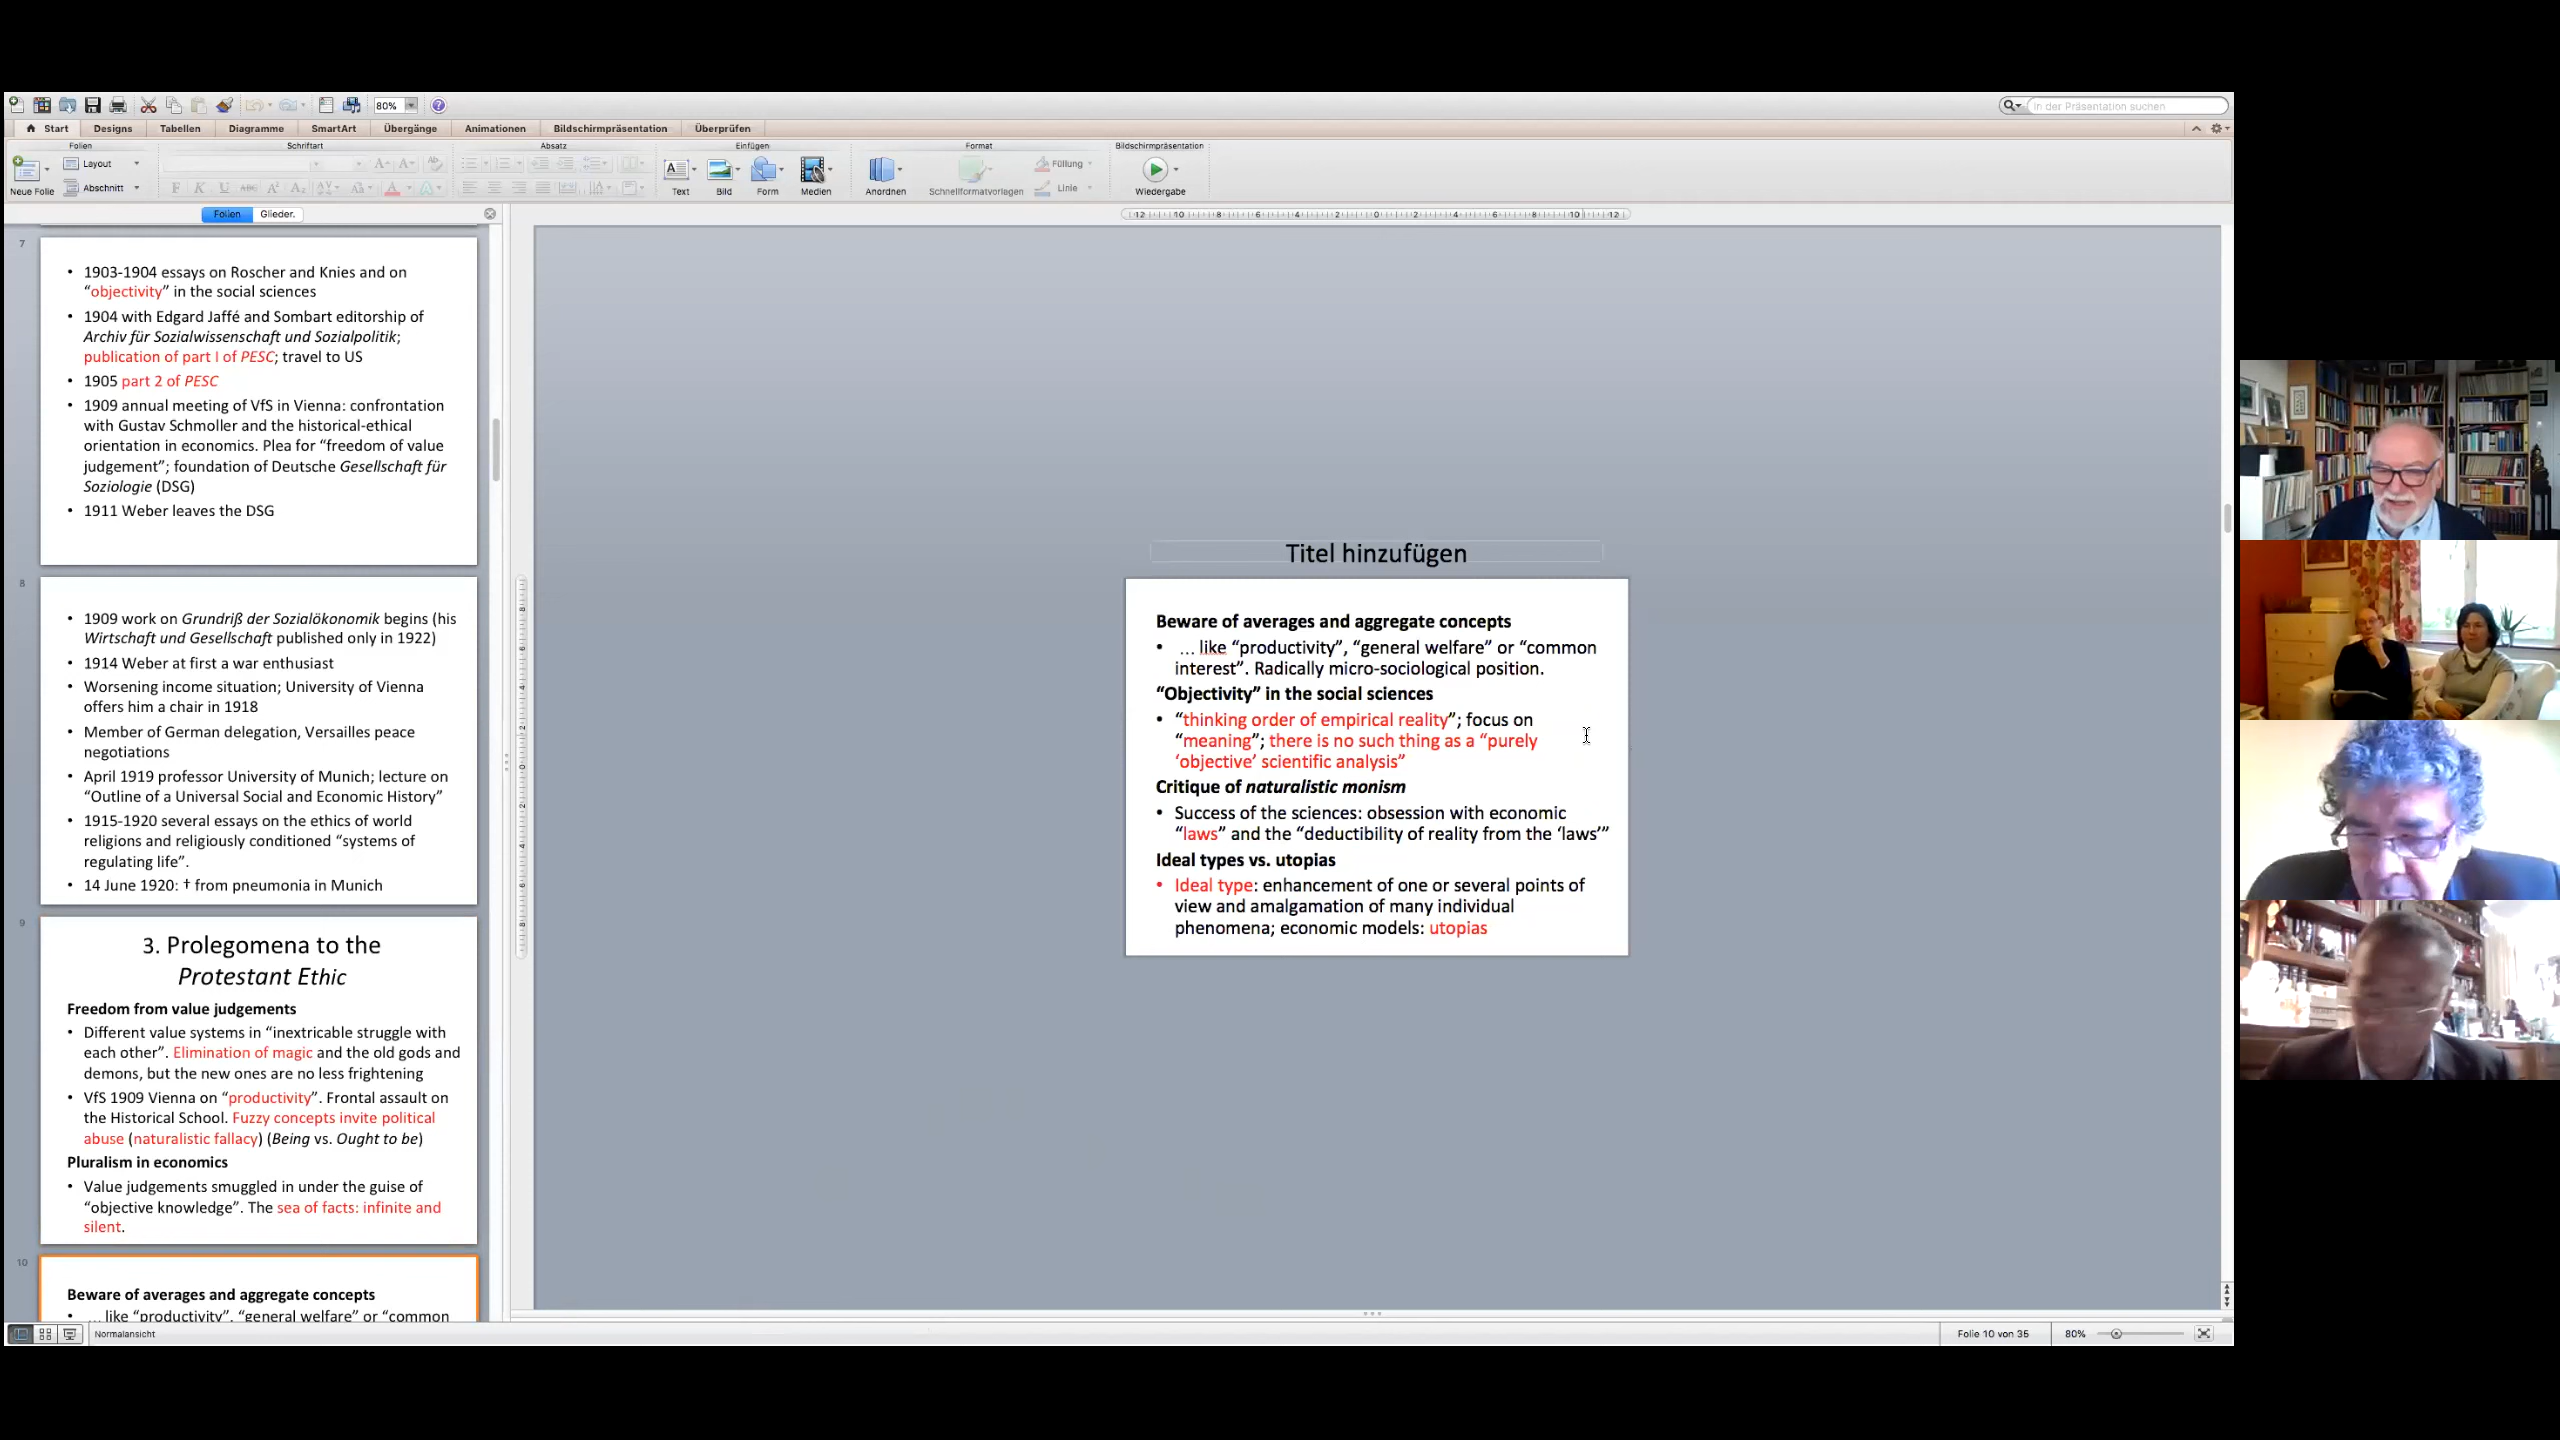 80%
In der Präsentation suchen
Start Designs Tabellen Diagramme SmartArt Übergänge Animationen Bildschirmpräsentation Überprüfen
Folien Schriftart Absatz Einfügen Format Bildschirmpräsentation
Layout
Füllung
Neue Folie Abschnitt Text Bild Form Medien Anordnen Schnellformatvorlagen Linie Wiedergabe
Folien Glieder.
7
• 1903-1904 essays on Roscher and Knies and on
“objectivity” in the social sciences
• 1904 with Edgard Jaffé and Sombart editorship of
Archiv für Sozialwissenschaft und Sozialpolitik;
publication of part I of PESC; travel to US
• 1905 part 2 of PESC
• 1909 annual meeting of VfS in Vienna: confrontation
with Gustav Schmoller and the historical-ethical
orientation in economics. Plea for “freedom of value
judgement”; foundation of Deutsche Gesellschaft für
Soziologie (DSG)
• 1911 Weber leaves the DSG
8
• 1909 work on Grundriß der Sozialökonomik begins (his
Wirtschaft und Gesellschaft published only in 1922)
• 1914 Weber at first a war enthusiast
• Worsening income situation; University of Vienna
offers him a chair in 1918
• Member of German delegation, Versailles peace
negotiations
• April 1919 professor University of Munich; lecture on
“Outline of a Universal Social and Economic History”
• 1915-1920 several essays on the ethics of world
religions and religiously conditioned “systems of
regulating life”.
• 14 June 1920: † from pneumonia in Munich
9
3. Prolegomena to the
Protestant Ethic
Freedom from value judgements
• Different value systems in “inextricable struggle with
each other”. Elimination of magic and the old gods and
demons, but the new ones are no less frightening
• VfS 1909 Vienna on “productivity”. Frontal assault on
the Historical School. Fuzzy concepts invite political
abuse (naturalistic fallacy) (Being vs. Ought to be)
Pluralism in economics
• Value judgements smuggled in under the guise of
“objective knowledge”. The sea of facts: infinite and
silent.
10
Beware of averages and aggregate concepts
• … like “productivity”, “general welfare” or “common
Titel hinzufügen
Beware of averages and aggregate concepts
• … like “productivity”, “general welfare” or “common
interest”. Radically micro-sociological position.
“Objectivity” in the social sciences
• “thinking order of empirical reality”; focus on
“meaning”; there is no such thing as a “purely
‘objective’ scientific analysis”
Critique of naturalistic monism
• Success of the sciences: obsession with economic
“laws” and the “deductibility of reality from the ‘laws’”
Ideal types vs. utopias
• Ideal type: enhancement of one or several points of
view and amalgamation of many individual
phenomena; economic models: utopias
Normalansicht
Folie 10 von 35
80%